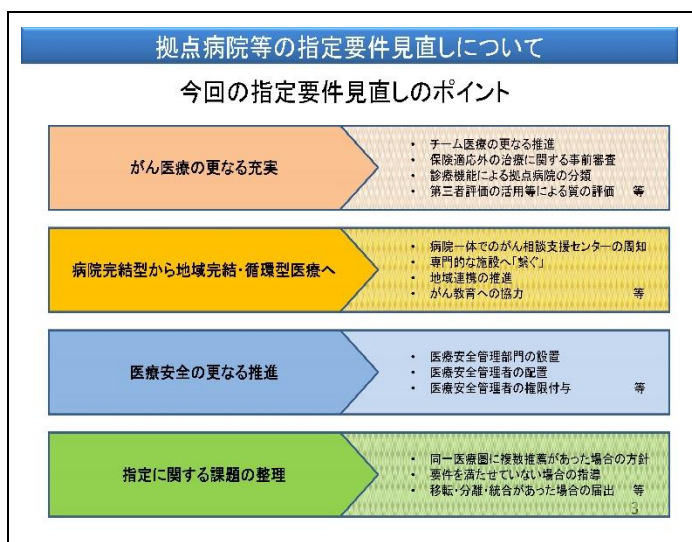 拠点病院等の指定要件見直しについて
今回の指定要件見直しのポイント
がん医療の更なる充実
• チーム医療の更なる推進
• 保険適応外の治療に関する事前審査
• 診療機能による拠点病院の分類
• 第三者評価の活用等による質の評価 等
病院完結型から地域完結・循環型医療へ
• 病院一体でのがん相談支援センターの周知
• 専門的な施設へ「繋ぐ」
• 地域連携の推進
• がん教育への協力 等
医療安全の更なる推進
• 医療安全管理部門の設置
• 医療安全管理者の配置
• 医療安全管理者の権限付与 等
指定に関する課題の整理
• 同一医療圏に複数推薦があった場合の方針
• 要件を満たせていない場合の指導
• 移転・分離・統合があった場合の届出 等
3